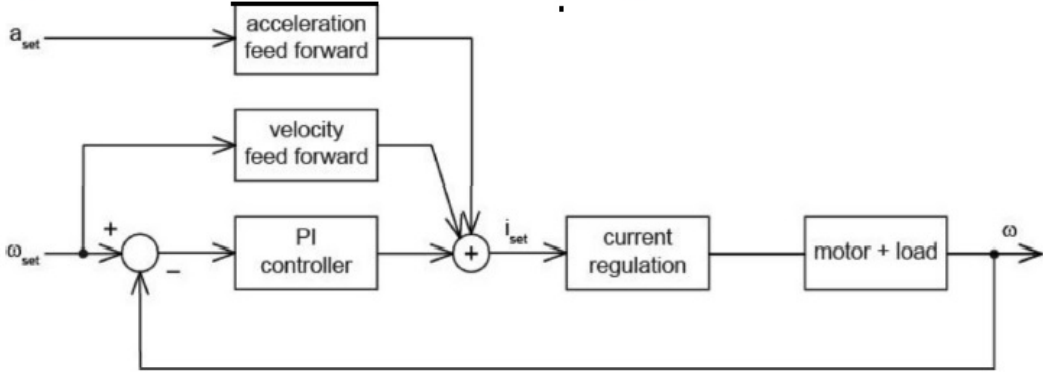 acceleration
a_set
feed forward
velocity
feed forward
+
i_set
ω
ω_set
PI
controller
+
current
regulation
motor + load
−